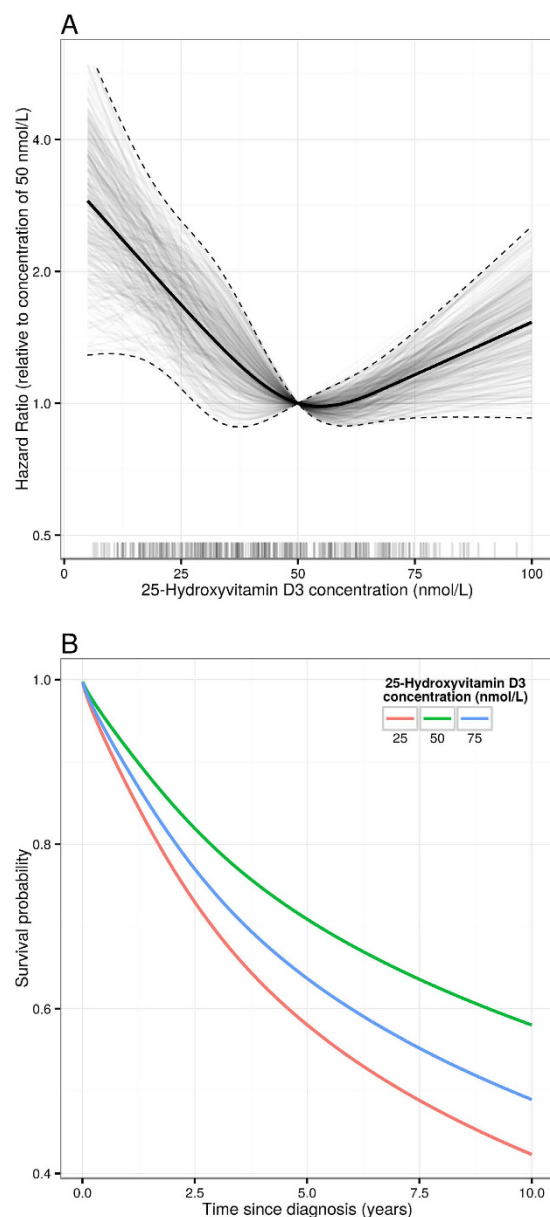 A
Hazard Ratio (relative to concentration of 50 nmol/L)
4.0
2.0
1.0
0.5
0 25 50 75 100
25-Hydroxyvitamin D3 concentration (nmol/L)
B
Survival probability
1.0
0.8
0.6
0.4
25-Hydroxyvitamin D3
concentration (nmol/L)
25 50 75
0.0 2.5 5.0 7.5 10.0
Time since diagnosis (years)